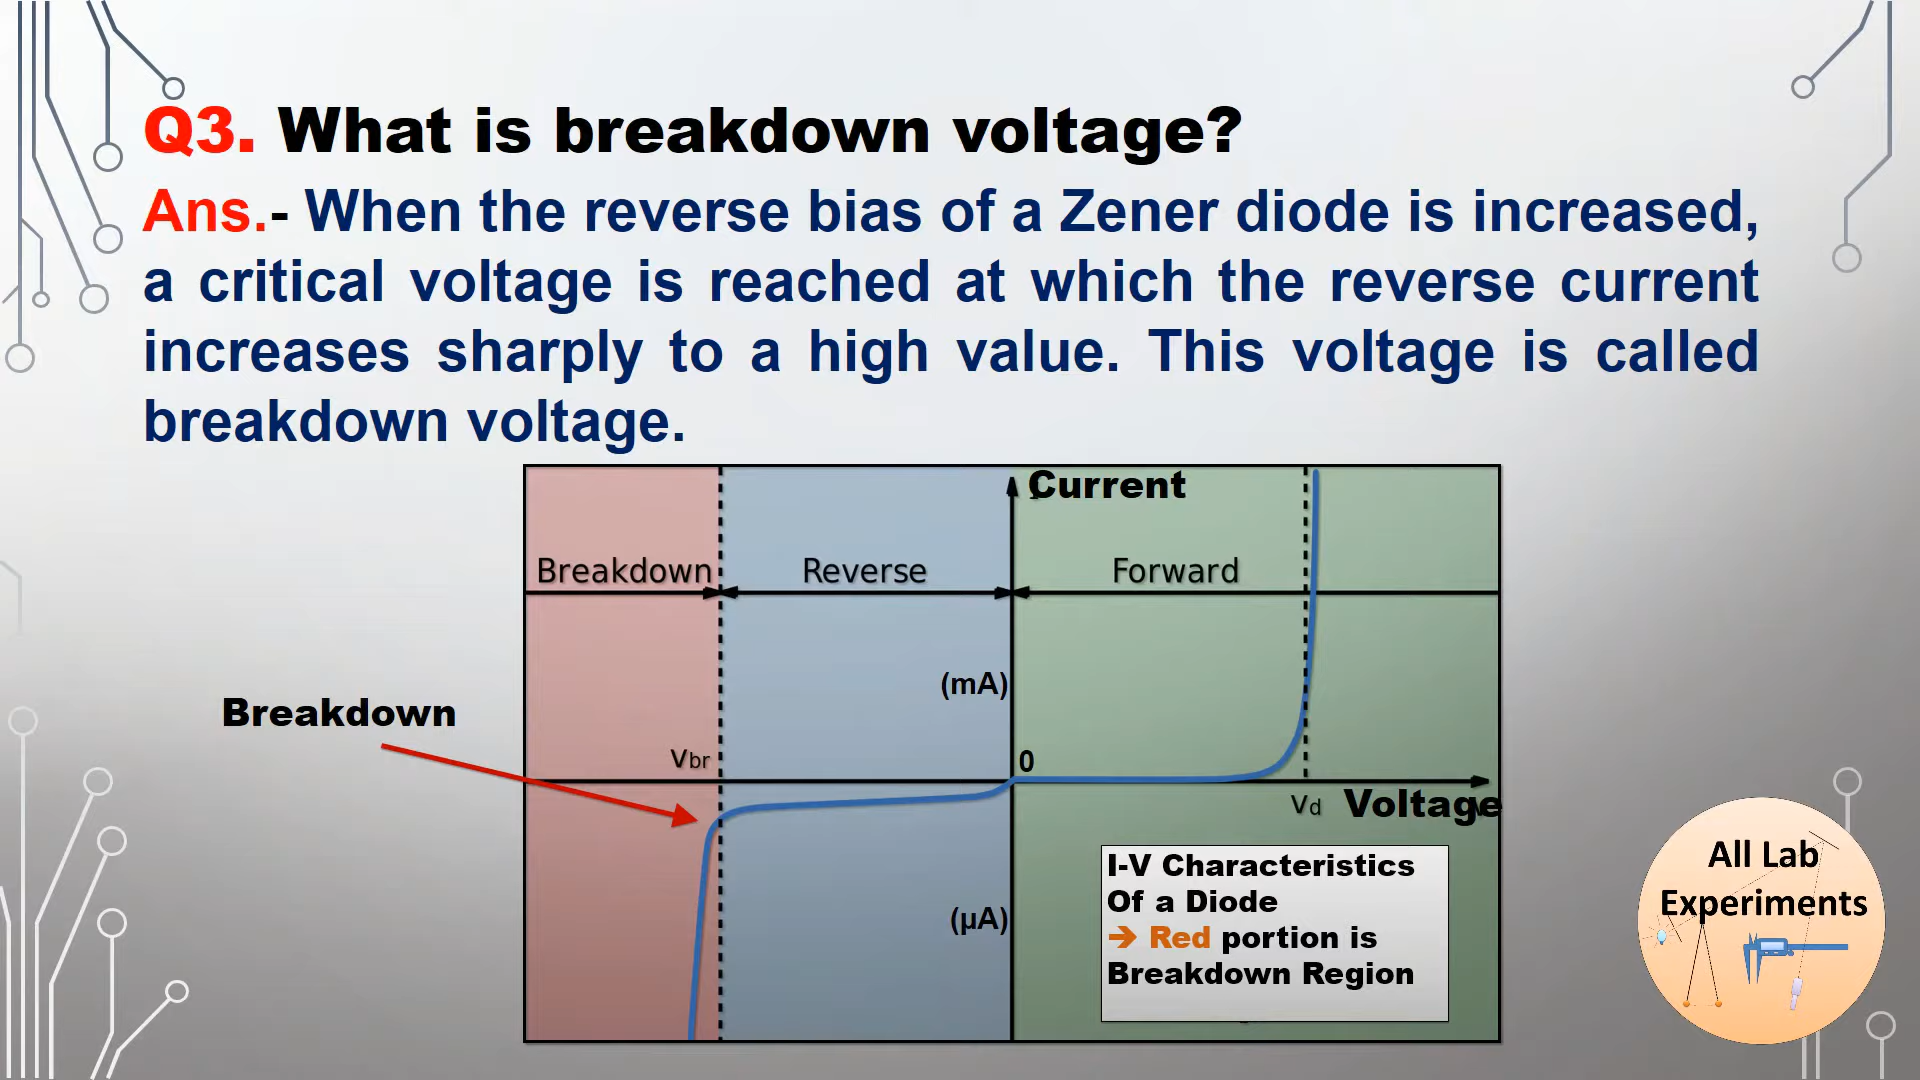 Q3. What is breakdown voltage?
Ans.- When the reverse bias of a Zener diode is increased,
a critical voltage is reached at which the reverse current
increases sharply to a high value. This voltage is called
breakdown voltage.
Current
Breakdown Reverse Forward
(mA)
Breakdown
Vbr
0
Vd Voltage
I-V Characteristics
Of a Diode
➔ Red portion is
Breakdown Region
(μA)
All Lab
Experiments